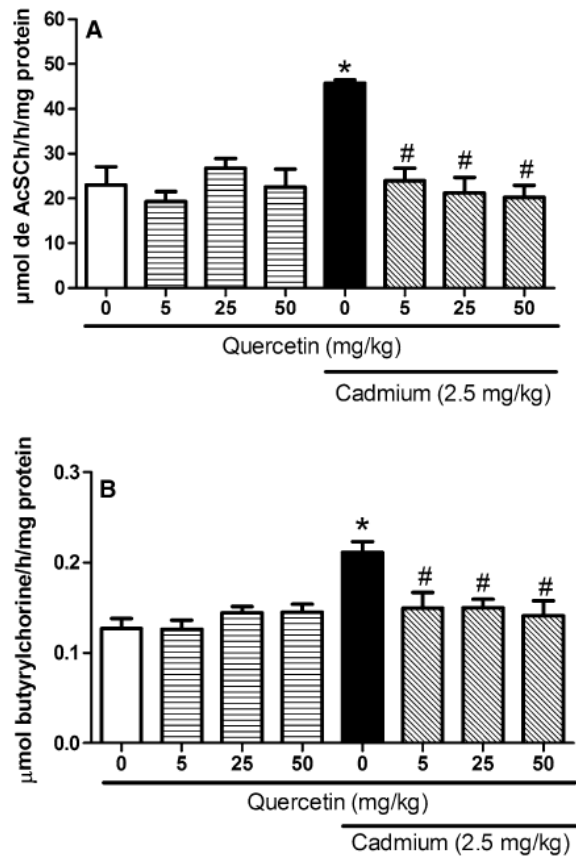 A
µmol de AcSCh/h/mg protein
60
50
40
30
20
10
0
*
# # #
0 5 25 50 0 5 25 50
Quercetin (mg/kg)
Cadmium (2.5 mg/kg)
B
µmol butyrylchorine/h/mg protein
0.3
0.2
0.1
0.0
*
# # #
0 5 25 50 0 5 25 50
Quercetin (mg/kg)
Cadmium (2.5 mg/kg)